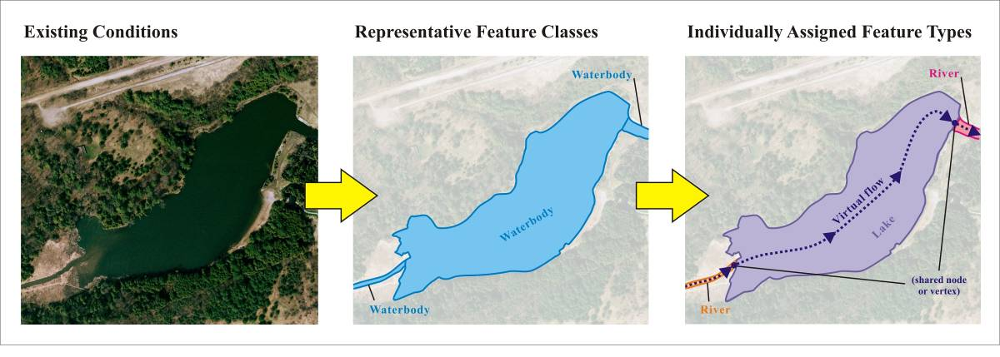 Existing Conditions
Representative Feature Classes
Individually Assigned Feature Types
Waterbody
Waterbody
Waterbody
River
Virtual flow
Lake
(shared node
or vertex)
River